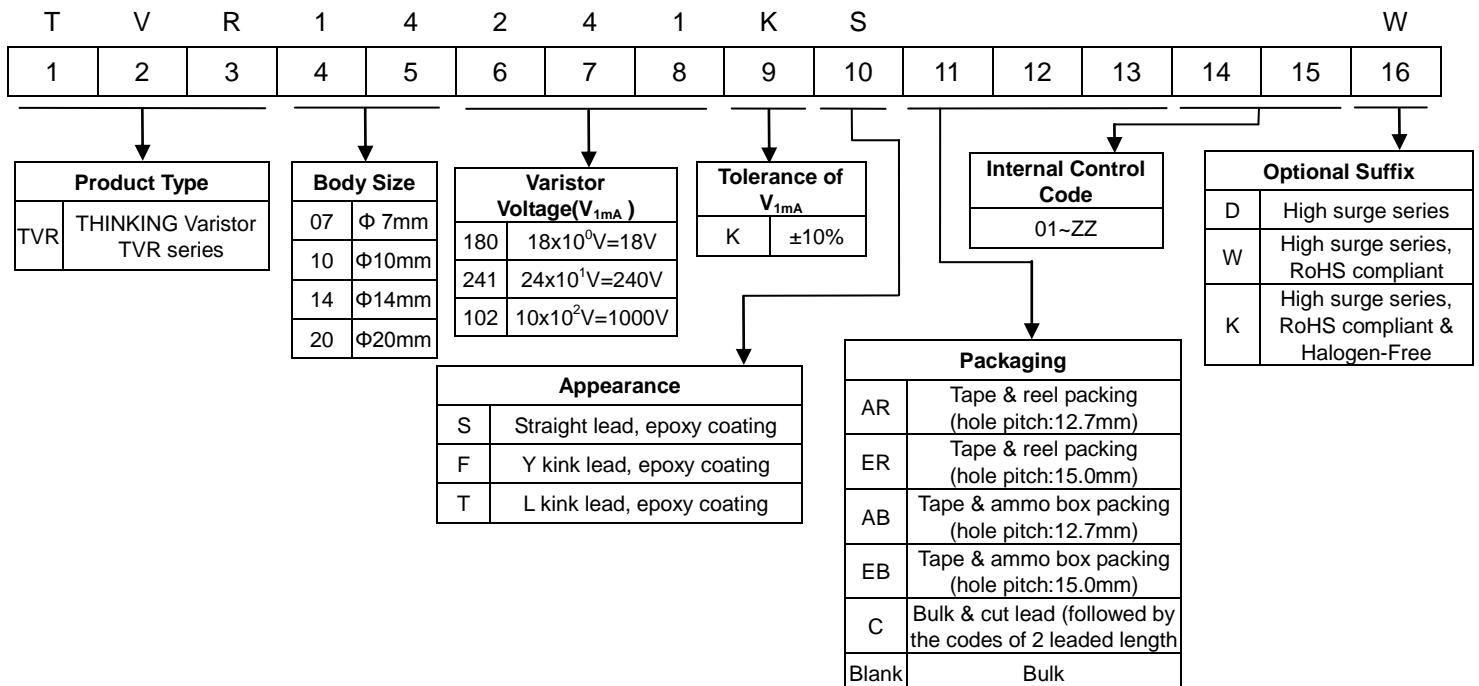 T V R 1 4 2 4 1 K S W
1 2 3 4 5 6 7 8 9 10 11 12 13 14 15 16
Product Type
TVR THINKING Varistor
TVR series
Body Size
07 Φ 7mm
10 Φ10mm
14 Φ14mm
20 Φ20mm
Varistor
Voltage(V1mA )
180 18x10⁰V=18V
241 24x10¹V=240V
102 10x10²V=1000V
Tolerance of
V1mA
K ±10%
Internal Control
Code
01~ZZ
Optional Suffix
D High surge series
W High surge series,
RoHS compliant
K High surge series,
RoHS compliant &
Halogen-Free
Appearance
S Straight lead, epoxy coating
F Y kink lead, epoxy coating
T L kink lead, epoxy coating
Packaging
AR Tape & reel packing
(hole pitch:12.7mm)
ER Tape & reel packing
(hole pitch:15.0mm)
AB Tape & ammo box packing
(hole pitch:12.7mm)
EB Tape & ammo box packing
(hole pitch:15.0mm)
C Bulk & cut lead (followed by
the codes of 2 leaded length
Blank Bulk